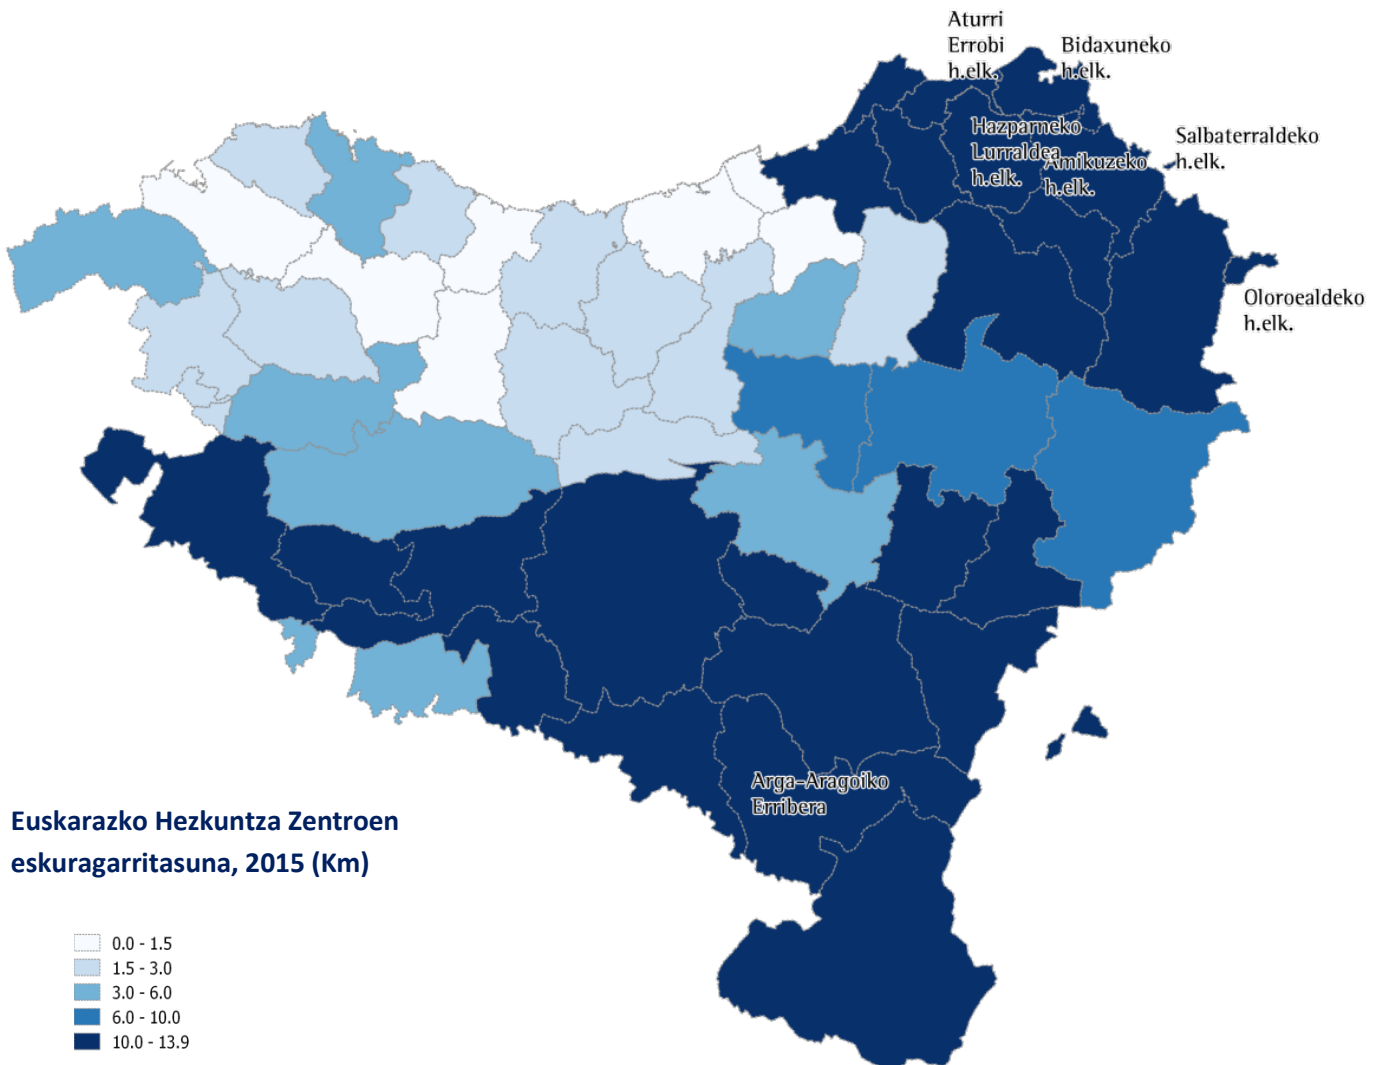 Aturri
Errobi
h.elk.
Bidaxuneko
h.elk.
Hazparneko
Lurraldea
h.elk.
Amikuzeko
h.elk.
Salbaterraldeko
h.elk.
Oloroealdeko
h.elk.
Arga-Aragoiko
Erribera
Euskarazko Hezkuntza Zentroen
eskuragarritasuna, 2015 (Km)
0.0 - 1.5
1.5 - 3.0
3.0 - 6.0
6.0 - 10.0
10.0 - 13.9